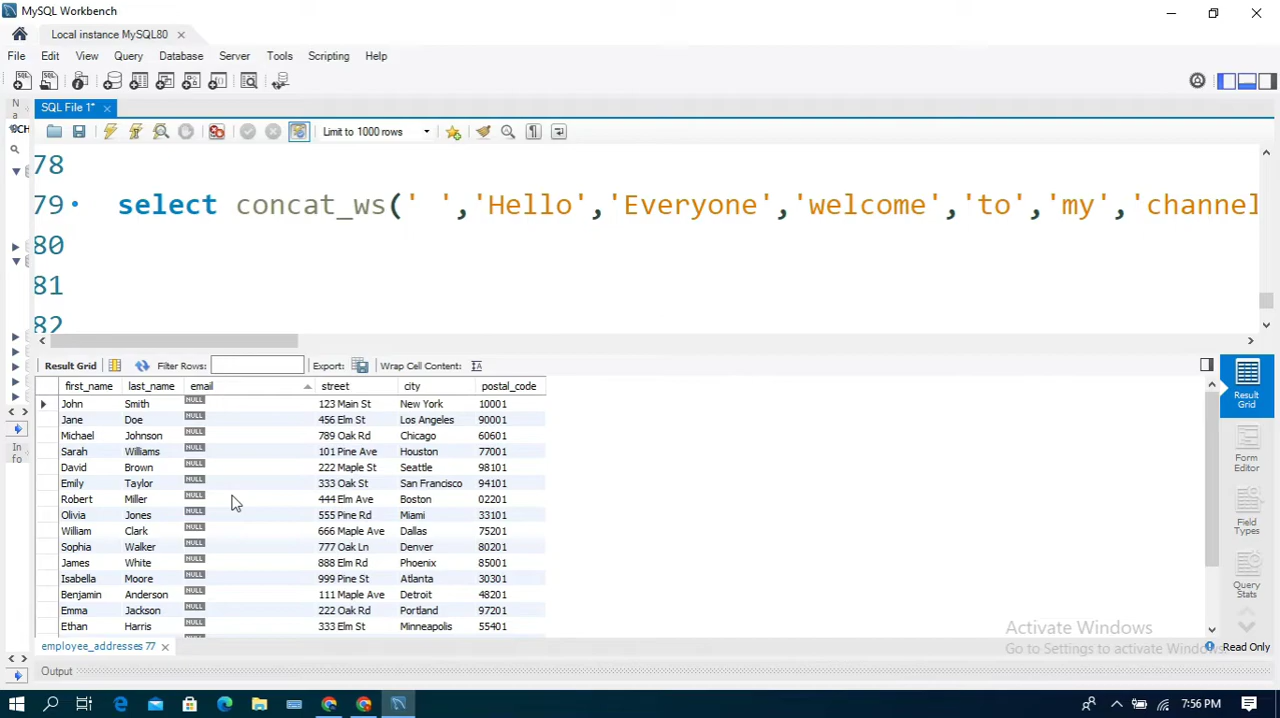 MySQL Workbench
Local instance MySQL80
File Edit View Query Database Server Tools Scripting Help
N
a
SQL File 1*
Limit to 1000 rows
78
79 select concat_ws(' ','Hello','Everyone','welcome','to','my','channel
80
81
82
In
fo
Result Grid Filter Rows: Export: Wrap Cell Content:
first_name last_name email street city postal_code
John Smith NULL 123 Main St New York 10001
Jane Doe NULL 456 Elm St Los Angeles 90001
Michael Johnson NULL 789 Oak Rd Chicago 60601
Sarah Williams NULL 101 Pine Ave Houston 77001
David Brown NULL 222 Maple St Seattle 98101
Emily Taylor NULL 333 Oak St San Francisco 94101
Robert Miller NULL 444 Elm Ave Boston 02201
Olivia Jones NULL 555 Pine Rd Miami 33101
William Clark NULL 666 Maple Ave Dallas 75201
Sophia Walker NULL 777 Oak Ln Denver 80201
James White NULL 888 Elm Rd Phoenix 85001
Isabella Moore NULL 999 Pine St Atlanta 30301
Benjamin Anderson NULL 111 Maple Ave Detroit 48201
Emma Jackson NULL 222 Oak Rd Portland 97201
Ethan Harris NULL 333 Elm St Minneapolis 55401
Result
Grid
Form
Editor
Field
Types
Query
Stats
Activate Windows
Go to Settings to activate Windows.
employee_addresses 77
Read Only
Output
7:56 PM